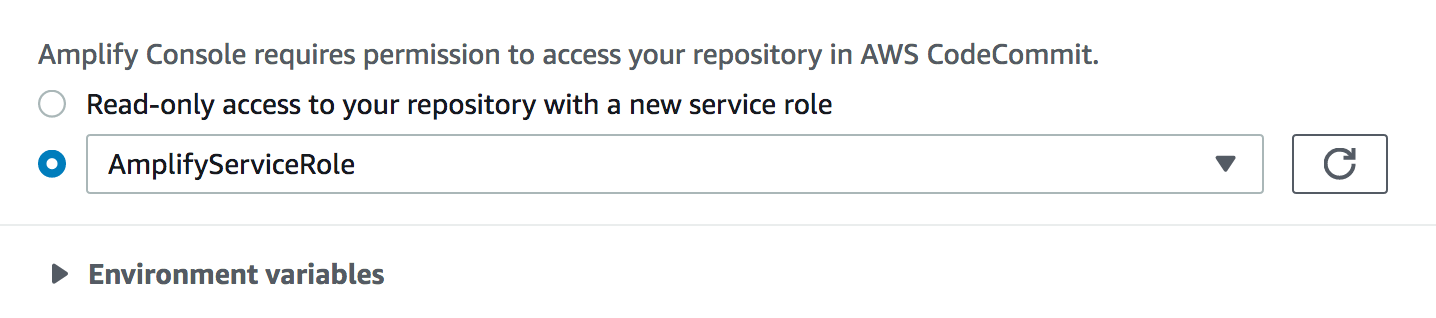 Amplify Console requires permission to access your repository in AWS CodeCommit.
Read-only access to your repository with a new service role
AmplifyServiceRole
Environment variables